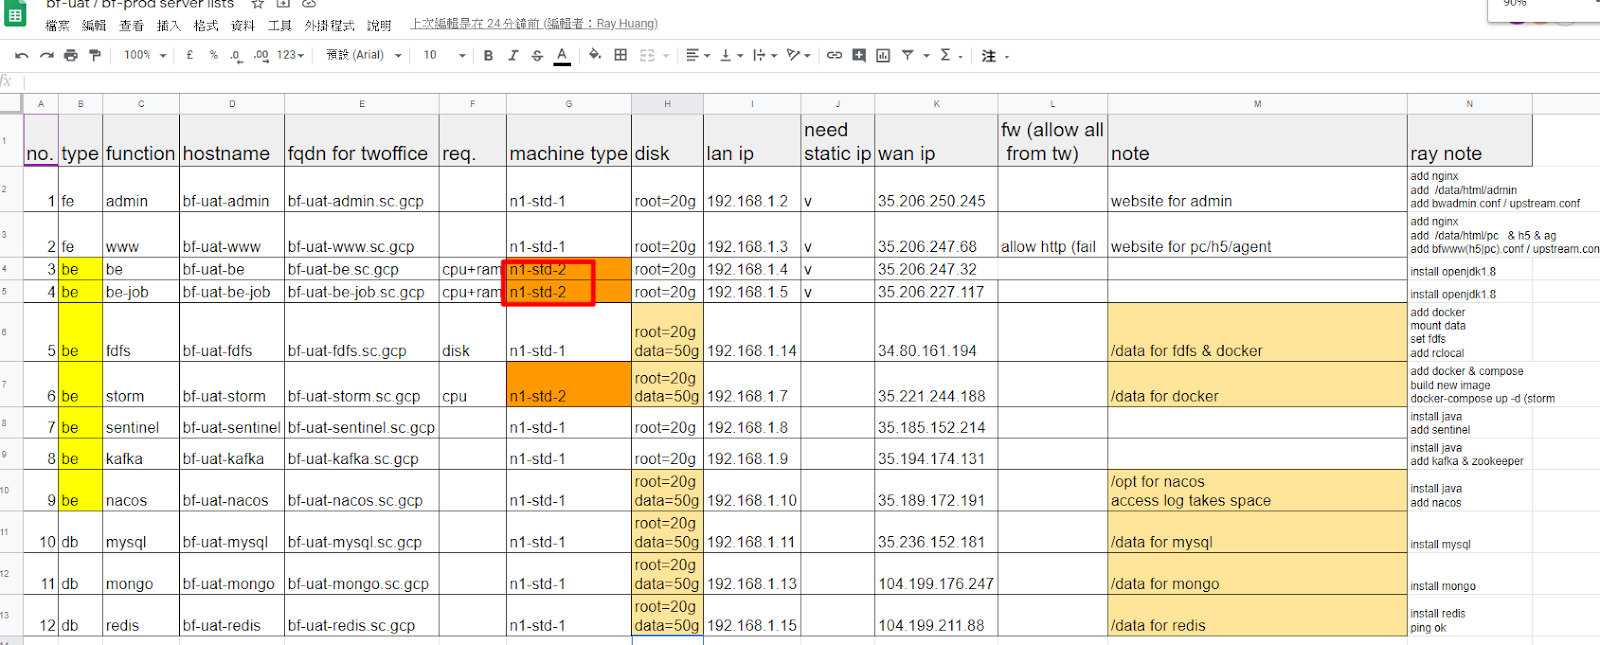 bf-uat / bf-prod server lists
檔案 編輯 查看 插入 格式 資料 工具 外掛程式 說明 上次編輯是在 24 分鐘前 (編輯者：Ray Huang)
90%
100% £ % .0 .00 123 預設 (Arial) 10 B I S A Σ 注
fx
A B C D E F G H I J K L M N
1 no. type function hostname fqdn for twoffice req. machine type disk lan ip need static ip wan ip fw (allow all from tw) note ray note
2 1 fe admin bf-uat-admin bf-uat-admin.sc.gcp n1-std-1 root=20g 192.168.1.2 v 35.206.250.245 website for admin
add nginx
add /data/html/admin
add bwadmin.conf / upstream.conf
3 2 fe www bf-uat-www bf-uat-www.sc.gcp n1-std-1 root=20g 192.168.1.3 v 35.206.247.68 allow http (fail website for pc/h5/agent
add nginx
add /data/html/pc & h5 & ag
add bfwww(h5|pc).conf / upstream.con
4 3 be be bf-uat-be bf-uat-be.sc.gcp cpu+ram n1-std-2 root=20g 192.168.1.4 v 35.206.247.32 install openjdk1.8
5 4 be be-job bf-uat-be-job bf-uat-be-job.sc.gcp cpu+ram n1-std-2 root=20g 192.168.1.5 v 35.206.227.117 install openjdk1.8
6 5 be fdfs bf-uat-fdfs bf-uat-fdfs.sc.gcp disk n1-std-1 root=20g data=50g 192.168.1.14 34.80.161.194 /data for fdfs & docker
add docker
mount data
set fdfs
add rclocal
7 6 be storm bf-uat-storm bf-uat-storm.sc.gcp cpu n1-std-2 root=20g data=50g 192.168.1.7 35.221.244.188 /data for docker
add docker & compose
build new image
docker-compose up -d (storm
8 7 be sentinel bf-uat-sentinel bf-uat-sentinel.sc.gcp n1-std-1 root=20g 192.168.1.8 35.185.152.214
install java
add sentinel
9 8 be kafka bf-uat-kafka bf-uat-kafka.sc.gcp n1-std-1 root=20g 192.168.1.9 35.194.174.131
install java
add kafka & zookeeper
10 9 be nacos bf-uat-nacos bf-uat-nacos.sc.gcp n1-std-1 root=20g data=50g 192.168.1.10 35.189.172.191 /opt for nacos access log takes space
install java
add nacos
11 10 db mysql bf-uat-mysql bf-uat-mysql.sc.gcp n1-std-1 root=20g data=50g 192.168.1.11 35.236.152.181 /data for mysql install mysql
12 11 db mongo bf-uat-mongo bf-uat-mongo.sc.gcp n1-std-1 root=20g data=50g 192.168.1.13 104.199.176.247 /data for mongo install mongo
13 12 db redis bf-uat-redis bf-uat-redis.sc.gcp n1-std-1 root=20g data=50g 192.168.1.15 104.199.211.88 /data for redis
install redis
ping ok